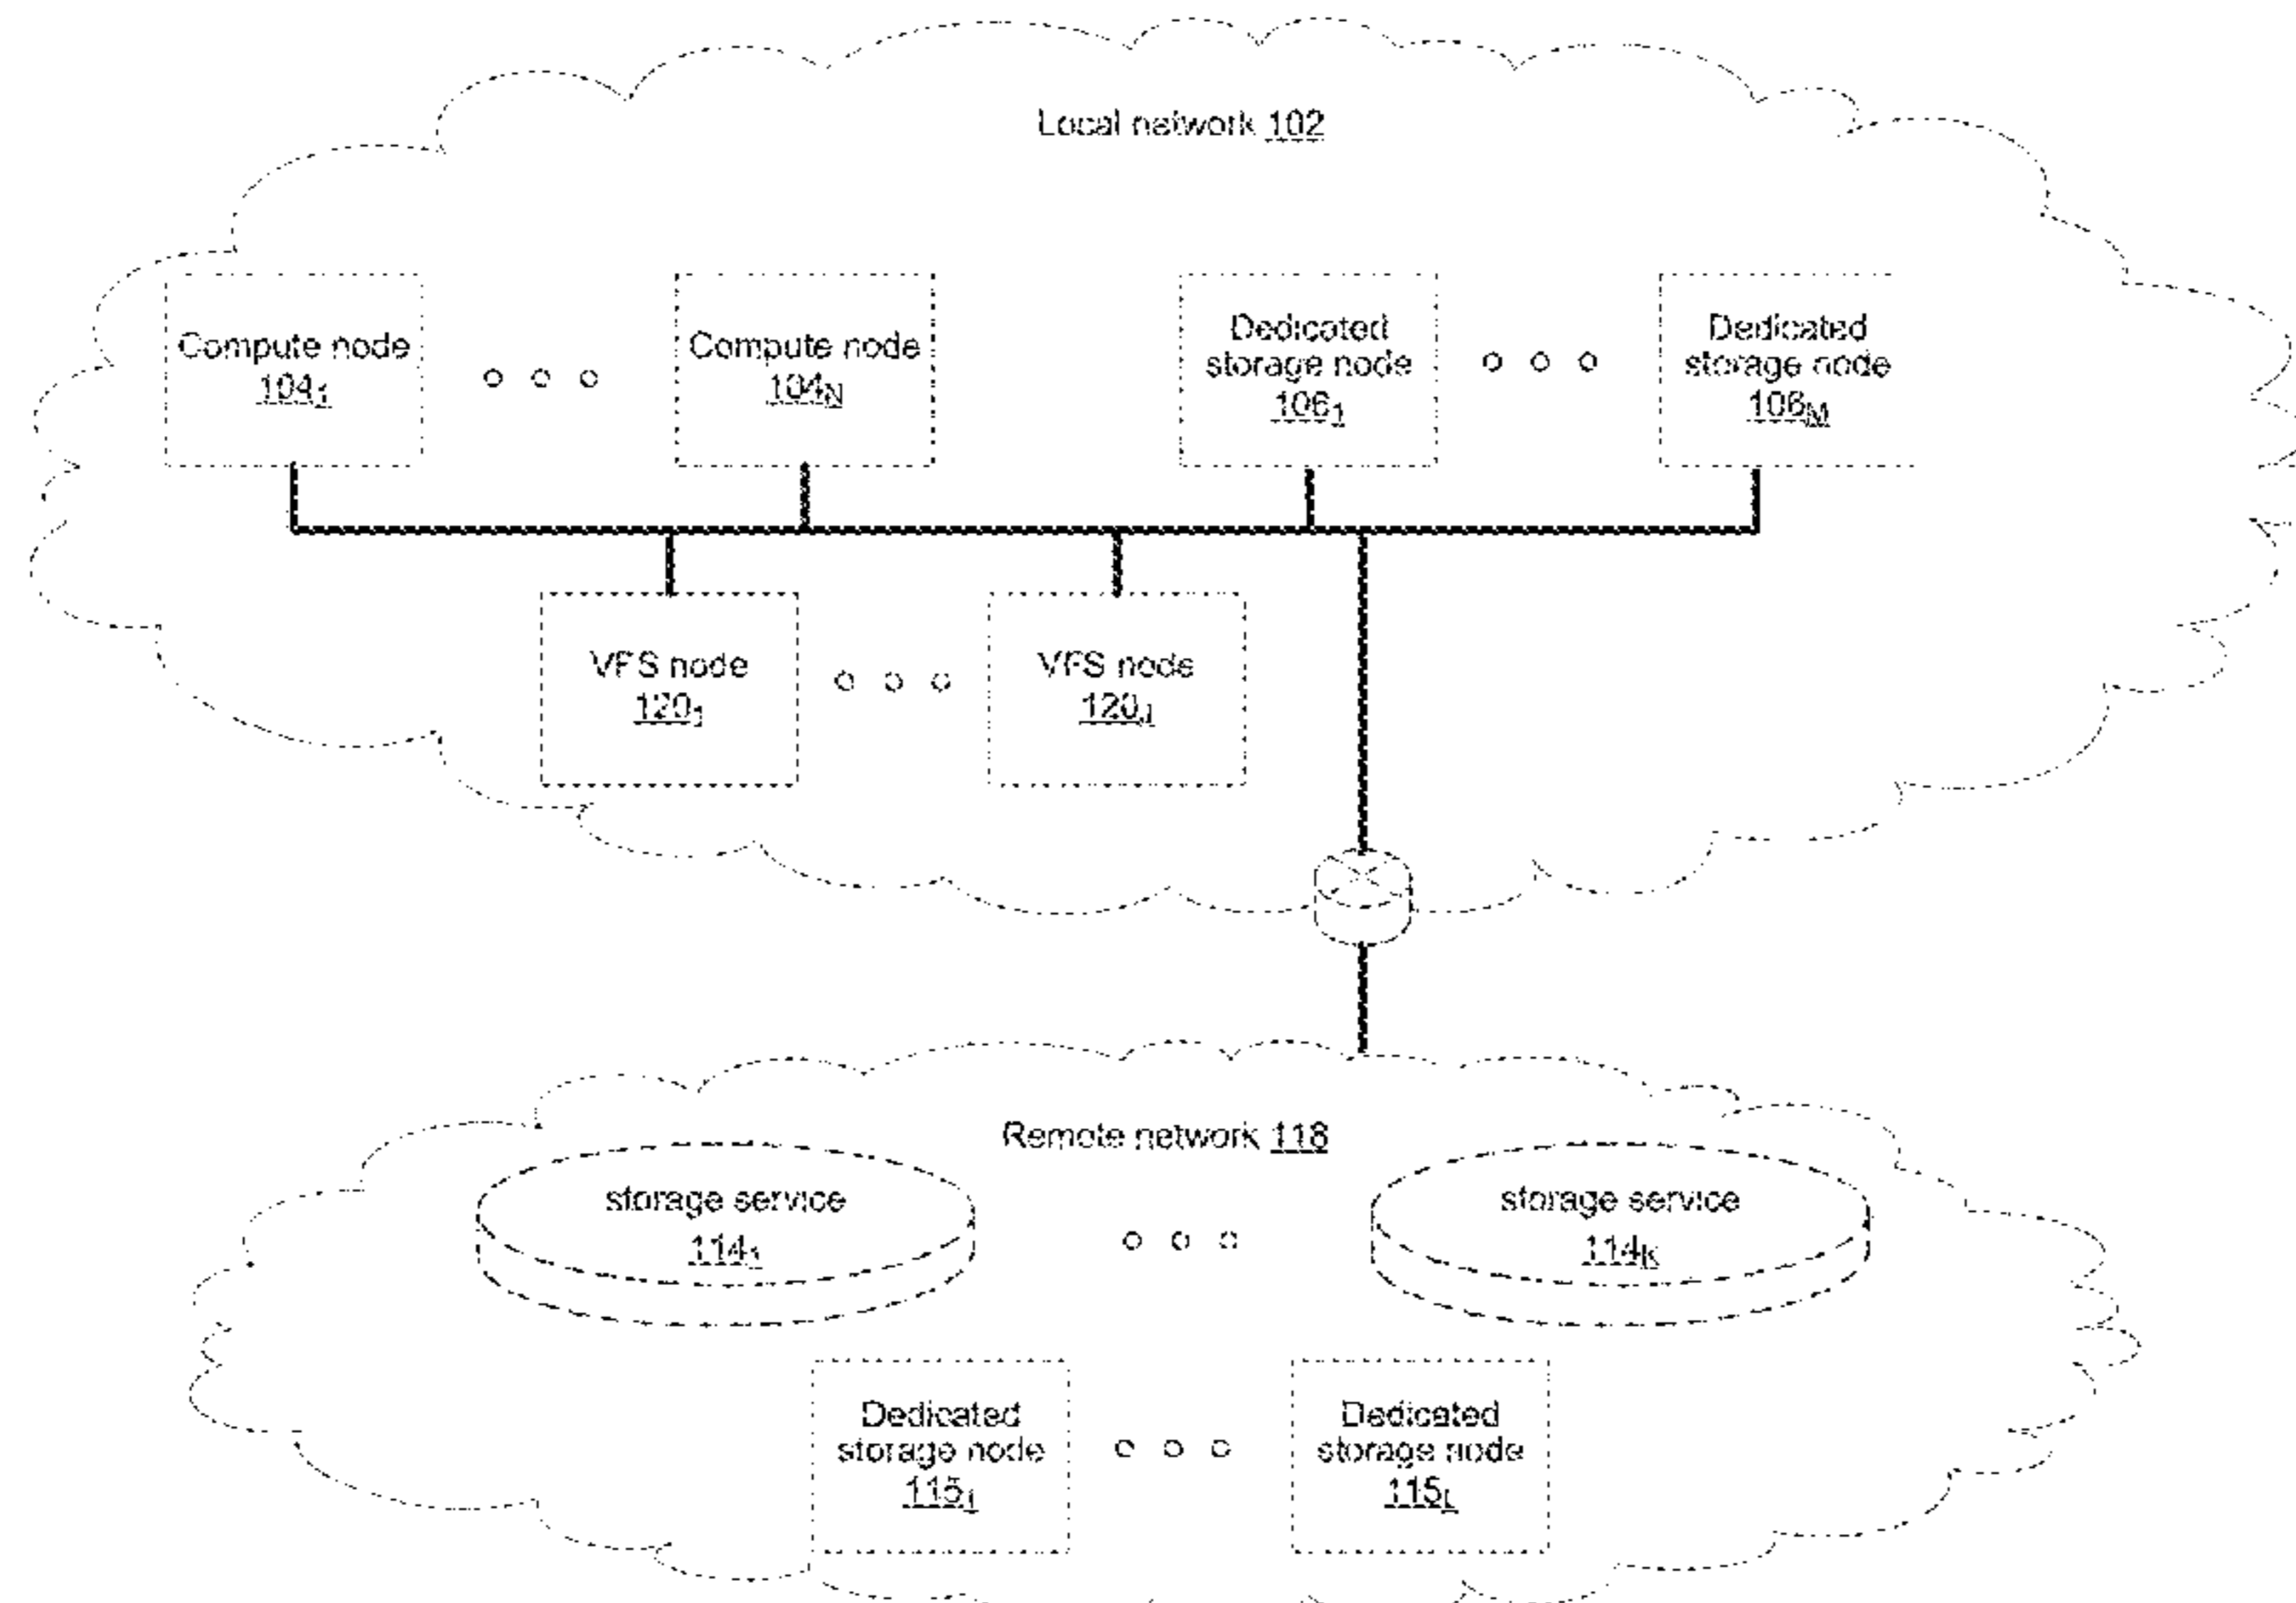 Local network 102
Compute node
104₁
Compute node
104N
Dedicated
storage node
106₁
Dedicated
storage node
106M
VFS node
120₁
VFS node
120J
Remote network 118
storage service
114₁
storage service
114K
Dedicated
storage node
115₁
Dedicated
storage node
115L